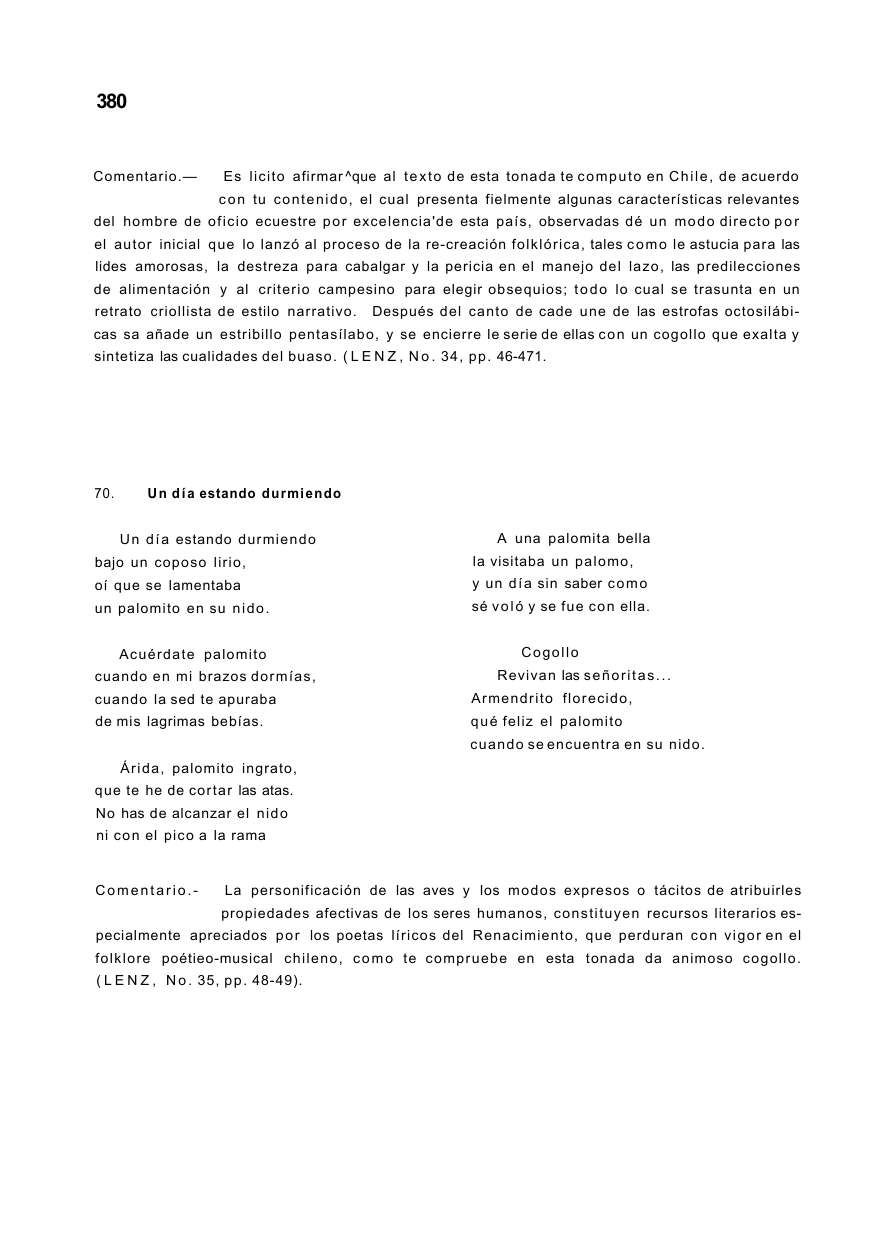 380
Comentario.— Es licito afirmar^que al texto de esta tonada te computo en Chile, de acuerdo
con tu contenido, el cual presenta fielmente algunas características relevantes
del hombre de oficio ecuestre por excelencia'de esta país, observadas dé un modo directo por
el autor inicial que lo lanzó al proceso de la re-creación folklórica, tales como le astucia para las
lides amorosas, la destreza para cabalgar y la pericia en el manejo del lazo, las predilecciones
de alimentación y al criterio campesino para elegir obsequios; todo lo cual se trasunta en un
retrato criollista de estilo narrativo. Después del canto de cade une de las estrofas octosilábi-
cas sa añade un estribillo pentasílabo, y se encierre le serie de ellas con un cogollo que exalta y
sintetiza las cualidades del buaso. (LENZ, No. 34, pp. 46-471.
70. Un día estando durmiendo
Un día estando durmiendo
bajo un coposo lirio,
oí que se lamentaba
un palomito en su nido.
Acuérdate palomito
cuando en mi brazos dormías,
cuando la sed te apuraba
de mis lagrimas bebías.
Árida, palomito ingrato,
que te he de cortar las atas.
No has de alcanzar el nido
ni con el pico a la rama
A una palomita bella
la visitaba un palomo,
y un día sin saber como
sé voló y se fue con ella.
Cogollo
Revivan las señoritas...
Armendrito florecido,
qué feliz el palomito
cuando se encuentra en su nido.
Comentario.- La personificación de las aves y los modos expresos o tácitos de atribuirles
propiedades afectivas de los seres humanos, constituyen recursos literarios es-
pecialmente apreciados por los poetas líricos del Renacimiento, que perduran con vigor en el
folklore poétieo-musical chileno, como te compruebe en esta tonada da animoso cogollo.
(LENZ, No. 35, pp. 48-49).